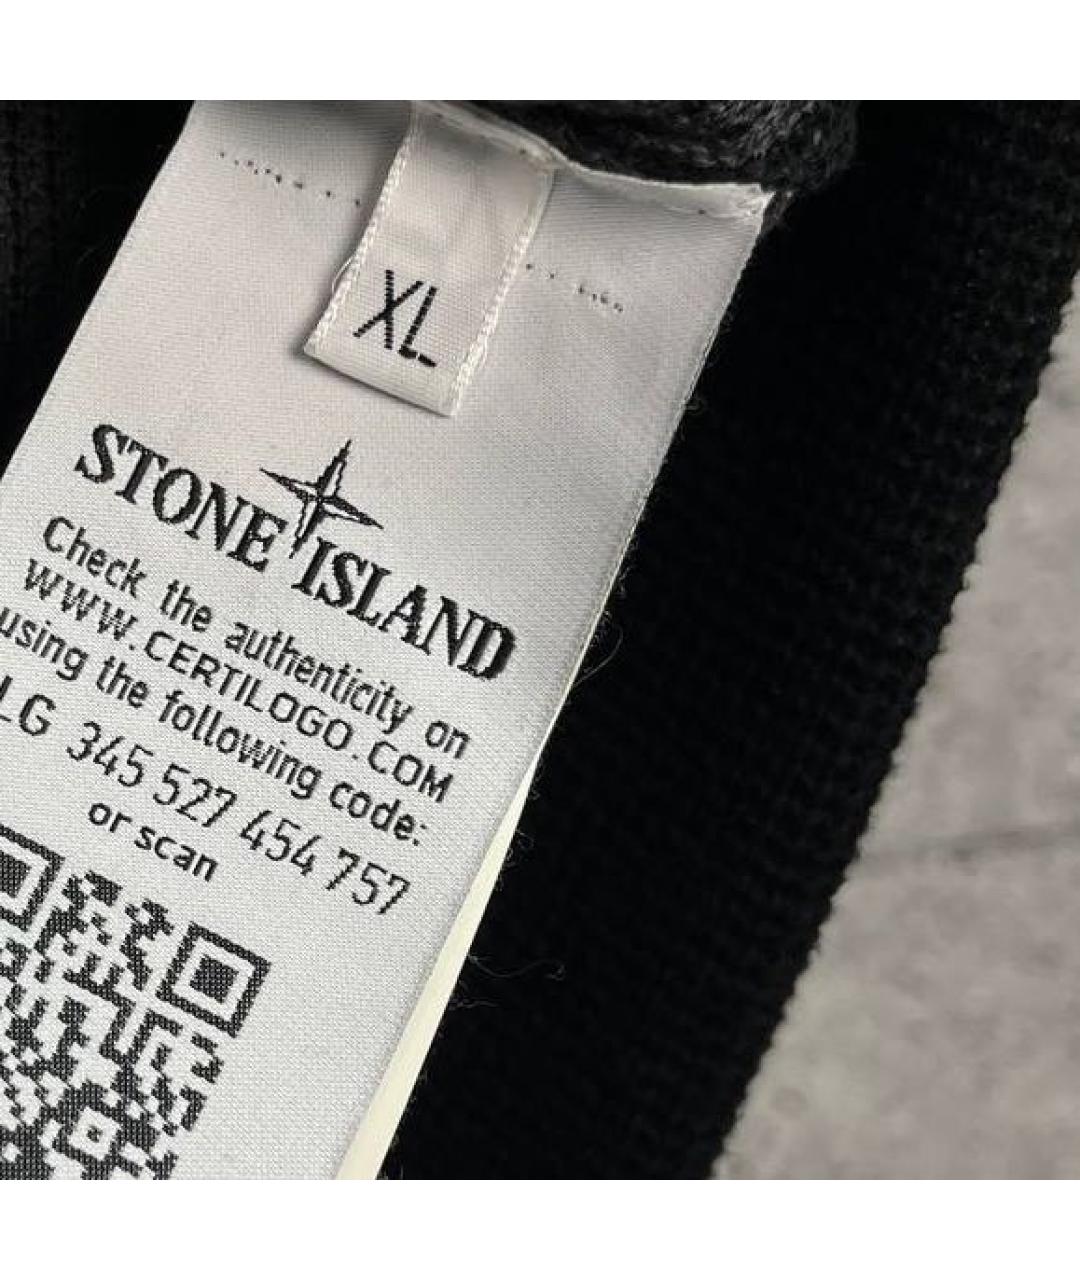 XL
STONE ISLAND
Check the authenticity on
WWW.CERTILOGO.COM
using the following code:
LG 345 527 454 757
or scan